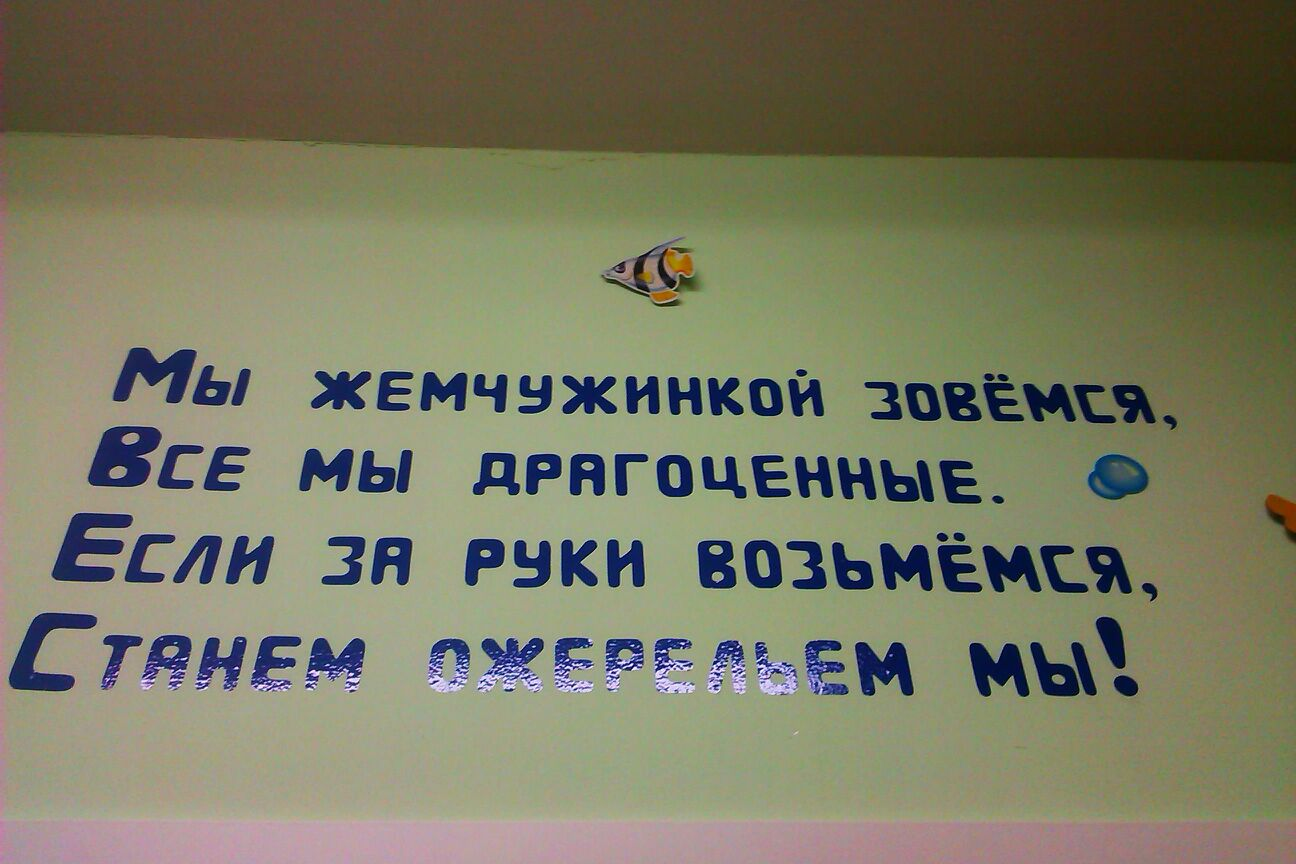 Мы жемчужинкой зовёмся,
Все мы драгоценные.
Если за руки возьмёмся,
Станем ожерельем мы!